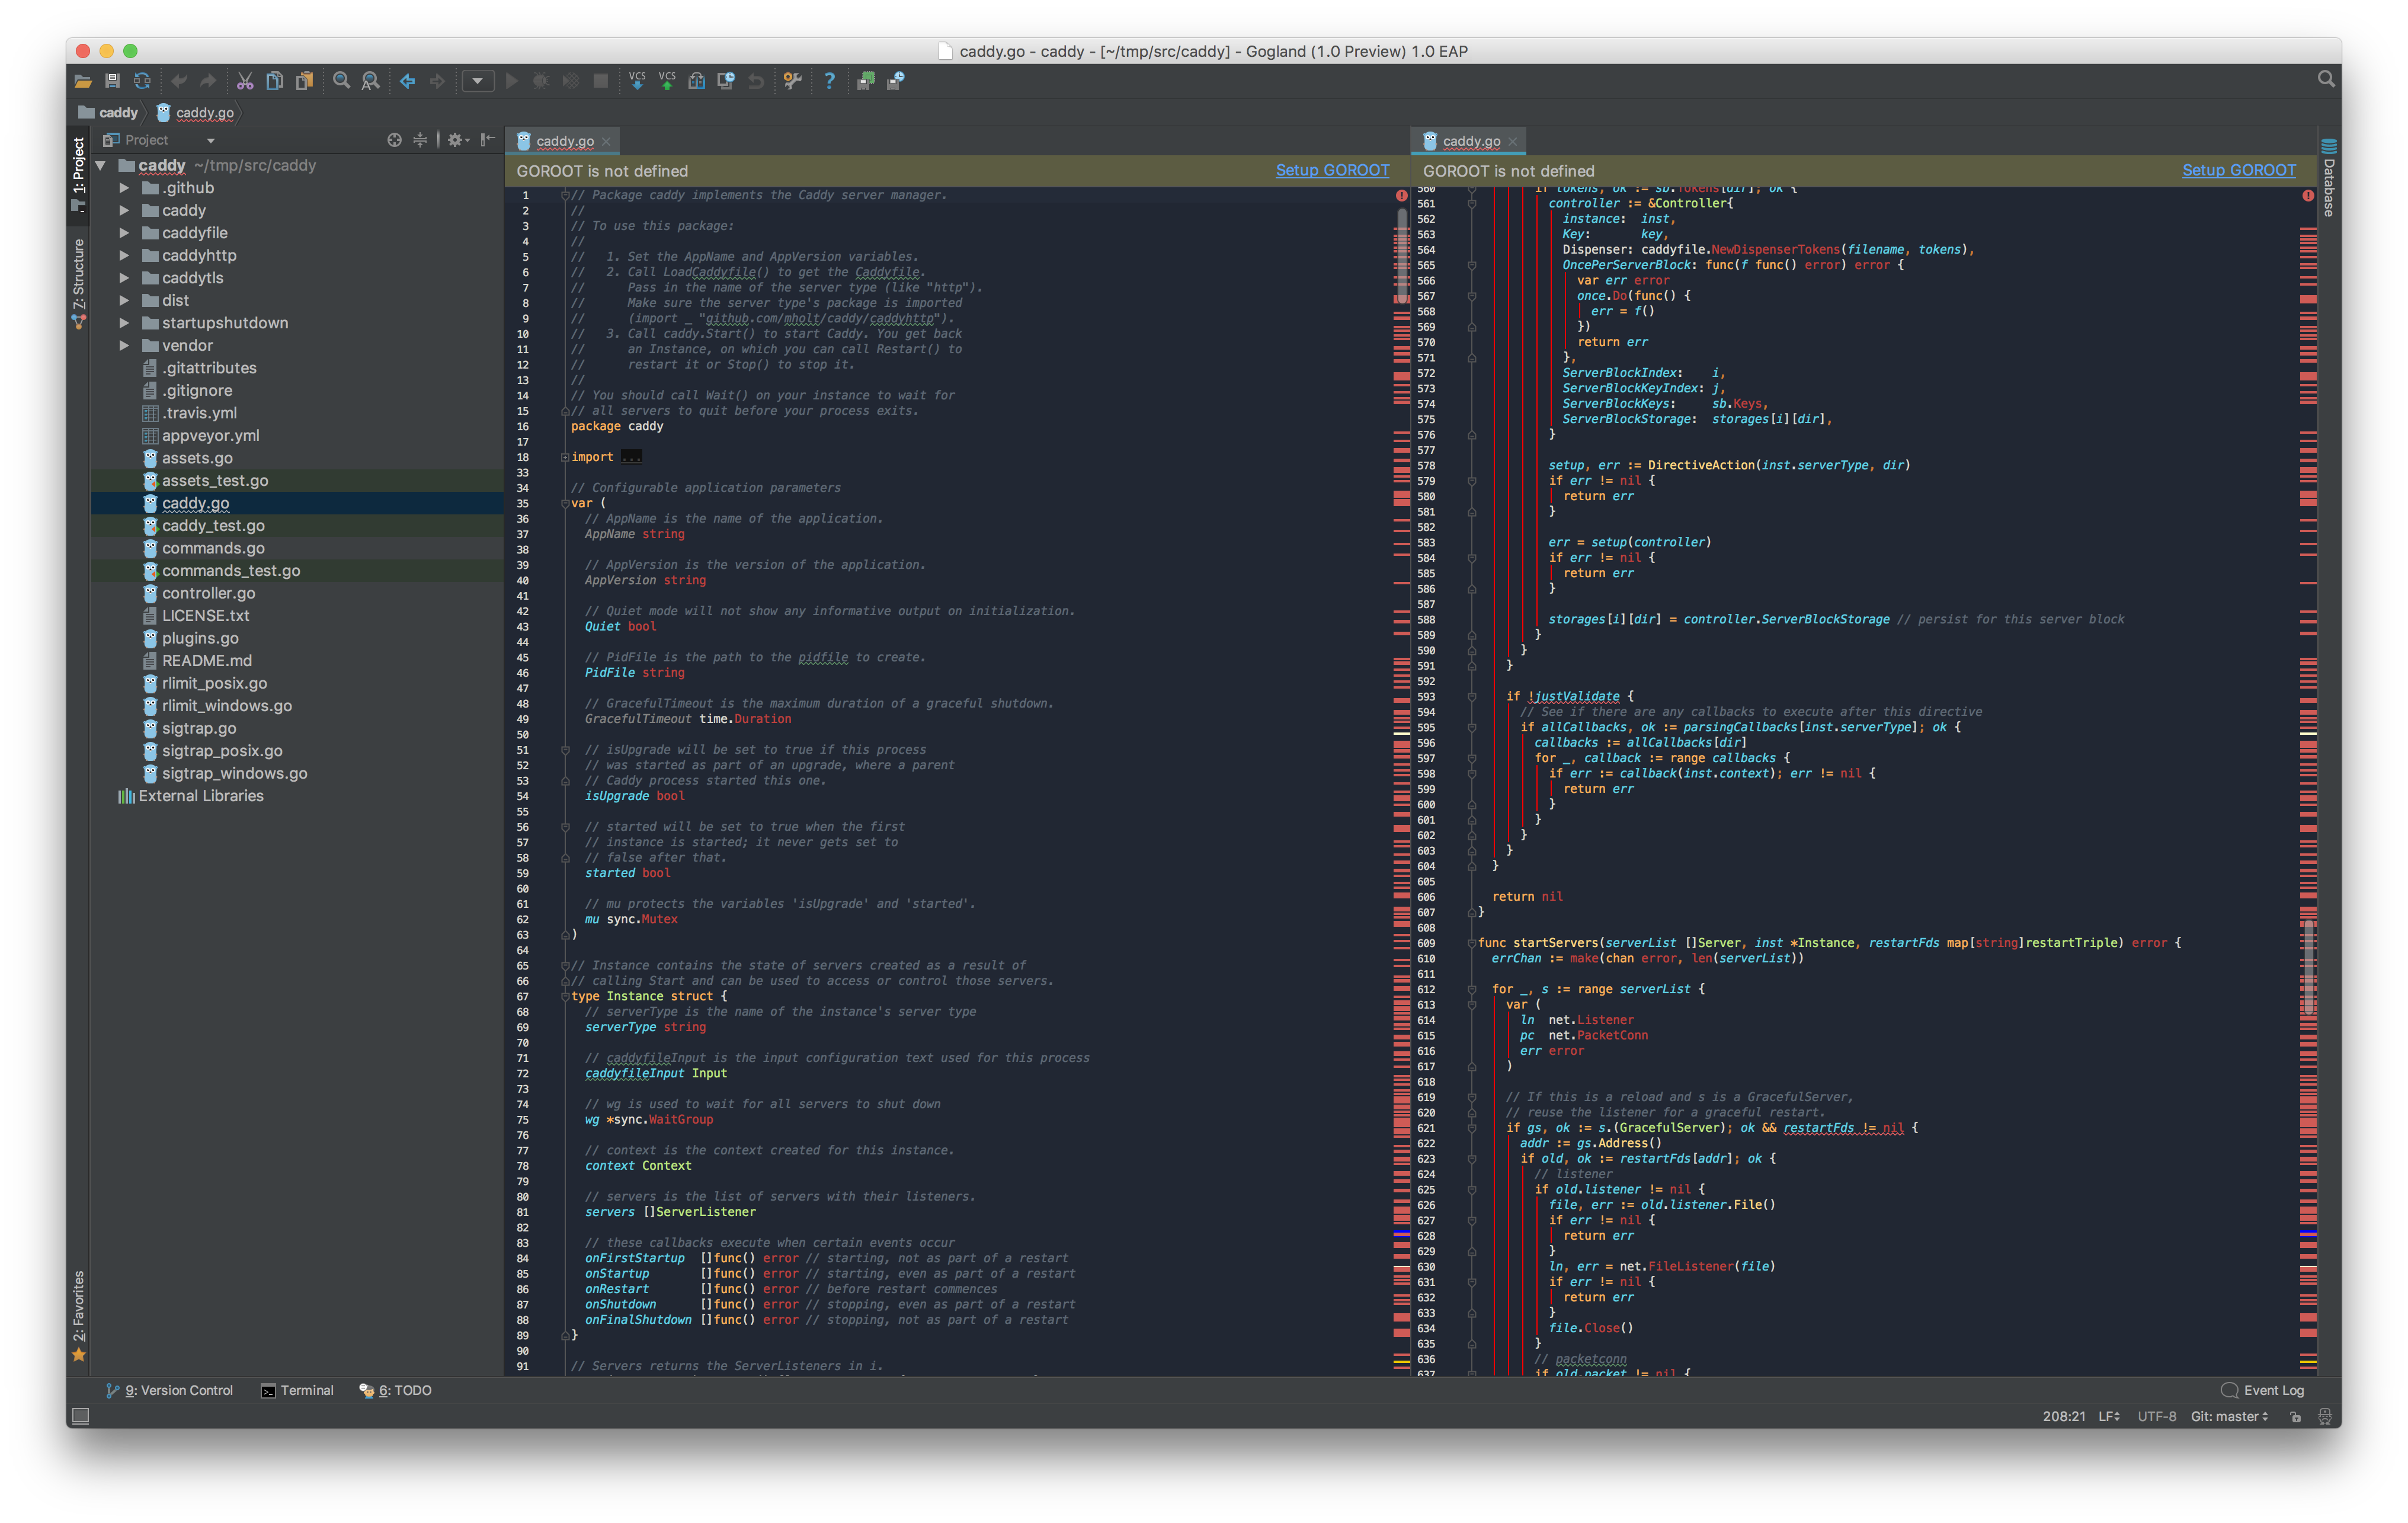 caddy.go - caddy - [~/tmp/src/caddy] - Gogland (1.0 Preview) 1.0 EAP
VCS VCS
caddy caddy.go
1: Project
7: Structure
2: Favorites
Project
caddy ~/tmp/src/caddy
.github
caddy
caddyfile
caddyhttp
caddytls
dist
startupshutdown
vendor
.gitattributes
.gitignore
.travis.yml
appveyor.yml
assets.go
assets_test.go
caddy.go
caddy_test.go
commands.go
commands_test.go
controller.go
LICENSE.txt
plugins.go
README.md
rlimit_posix.go
rlimit_windows.go
sigtrap.go
sigtrap_posix.go
sigtrap_windows.go
External Libraries
caddy.go
GOROOT is not defined Setup GOROOT
1 // Package caddy implements the Caddy server manager.
2 //
3 // To use this package:
4 //
5 //   1. Set the AppName and AppVersion variables.
6 //   2. Call LoadCaddyfile() to get the Caddyfile.
7 //      Pass in the name of the server type (like "http").
8 //      Make sure the server type's package is imported
9 //      (import _ "github.com/mholt/caddy/caddyhttp").
10 //   3. Call caddy.Start() to start Caddy. You get back
11 //      an Instance, on which you can call Restart() to
12 //      restart it or Stop() to stop it.
13 //
14 // You should call Wait() on your instance to wait for
15 // all servers to quit before your process exits.
16 package caddy
17
18 import ...
33
34 // Configurable application parameters
35 var (
36   // AppName is the name of the application.
37   AppName string
38
39   // AppVersion is the version of the application.
40   AppVersion string
41
42   // Quiet mode will not show any informative output on initialization.
43   Quiet bool
44
45   // PidFile is the path to the pidfile to create.
46   PidFile string
47
48   // GracefulTimeout is the maximum duration of a graceful shutdown.
49   GracefulTimeout time.Duration
50
51   // isUpgrade will be set to true if this process
52   // was started as part of an upgrade, where a parent
53   // Caddy process started this one.
54   isUpgrade bool
55
56   // started will be set to true when the first
57   // instance is started; it never gets set to
58   // false after that.
59   started bool
60
61   // mu protects the variables 'isUpgrade' and 'started'.
62   mu sync.Mutex
63 )
64
65 // Instance contains the state of servers created as a result of
66 // calling Start and can be used to access or control those servers.
67 type Instance struct {
68   // serverType is the name of the instance's server type
69   serverType string
70
71   // caddyfileInput is the input configuration text used for this process
72   caddyfileInput Input
73
74   // wg is used to wait for all servers to shut down
75   wg *sync.WaitGroup
76
77   // context is the context created for this instance.
78   context Context
79
80   // servers is the list of servers with their listeners.
81   servers []ServerListener
82
83   // these callbacks execute when certain events occur
84   onFirstStartup  []func() error // starting, not as part of a restart
85   onStartup       []func() error // starting, even as part of a restart
86   onRestart       []func() error // before restart commences
87   onShutdown      []func() error // stopping, even as part of a restart
88   onFinalShutdown []func() error // stopping, not as part of a restart
89 }
90
91 // Servers returns the ServerListeners in i.
caddy.go
GOROOT is not defined Setup GOROOT
560 if tokens, ok := sb.Tokens[dir]; ok {
561 controller := &Controller{
562   instance:  inst,
563   Key:       key,
564   Dispenser: caddyfile.NewDispenserTokens(filename, tokens),
565   OncePerServerBlock: func(f func() error) error {
566     var err error
567     once.Do(func() {
568       err = f()
569     })
570     return err
571   },
572   ServerBlockIndex:    i,
573   ServerBlockKeyIndex: j,
574   ServerBlockKeys:     sb.Keys,
575   ServerBlockStorage:  storages[i][dir],
576 }
577
578 setup, err := DirectiveAction(inst.serverType, dir)
579 if err != nil {
580   return err
581 }
582
583 err = setup(controller)
584 if err != nil {
585   return err
586 }
587
588 storages[i][dir] = controller.ServerBlockStorage // persist for this server block
589 }
590 }
591 }
592
593 if !justValidate {
594   // See if there are any callbacks to execute after this directive
595   if allCallbacks, ok := parsingCallbacks[inst.serverType]; ok {
596     callbacks := allCallbacks[dir]
597     for _, callback := range callbacks {
598       if err := callback(inst.context); err != nil {
599         return err
600       }
601     }
602   }
603 }
604 }
605
606 return nil
607 }
608
609 func startServers(serverList []Server, inst *Instance, restartFds map[string]restartTriple) error {
610   errChan := make(chan error, len(serverList))
611
612   for _, s := range serverList {
613     var (
614       ln  net.Listener
615       pc  net.PacketConn
616       err error
617     )
618
619     // If this is a reload and s is a GracefulServer,
620     // reuse the listener for a graceful restart.
621     if gs, ok := s.(GracefulServer); ok && restartFds != nil {
622       addr := gs.Address()
623       if old, ok := restartFds[addr]; ok {
624         // listener
625         if old.listener != nil {
626           file, err := old.listener.File()
627           if err != nil {
628             return err
629           }
630           ln, err = net.FileListener(file)
631           if err != nil {
632             return err
633           }
634           file.Close()
635         }
636         // packetconn
637         if old.packet != nil {
Database
9: Version Control Terminal 6: TODO Event Log
208:21 LF UTF-8 Git: master